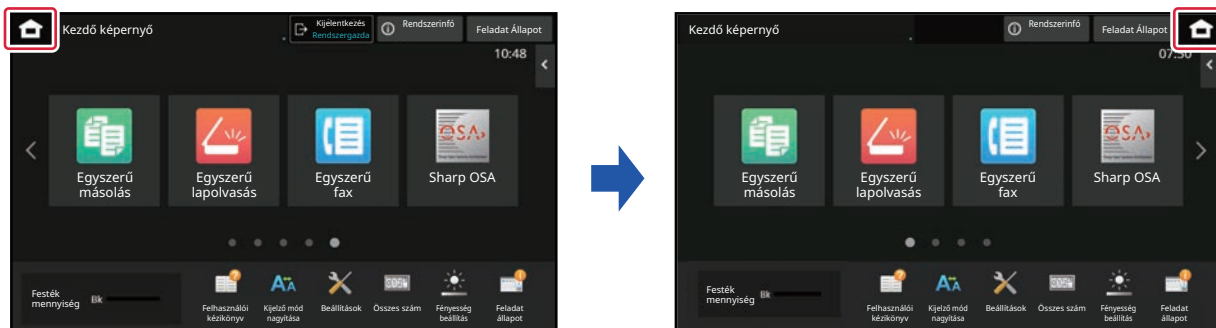 Kezdő képernyő
Kijelentkezés
Rendszergazda
Rendszerinfó
Feladat Állapot
10:48
Egyszerű
másolás
Egyszerű
lapolvasás
Egyszerű
fax
OSA
Sharp OSA
Festék
mennyiség
Bk
Felhasználói
kézikönyv
Kijelző mód
nagyítása
Beállítások
Összes szám
Fényesség
beállítás
Feladat
állapot
Kezdő képernyő
Rendszerinfó
Feladat Állapot
Egyszerű
másolás
Egyszerű
lapolvasás
Egyszerű
fax
OSA
Sharp OSA
Festék
mennyiség
Bk
Felhasználói
kézikönyv
Kijelző mód
nagyítása
Beállítások
Összes szám
Fényesség
beállítás
Feladat
állapot